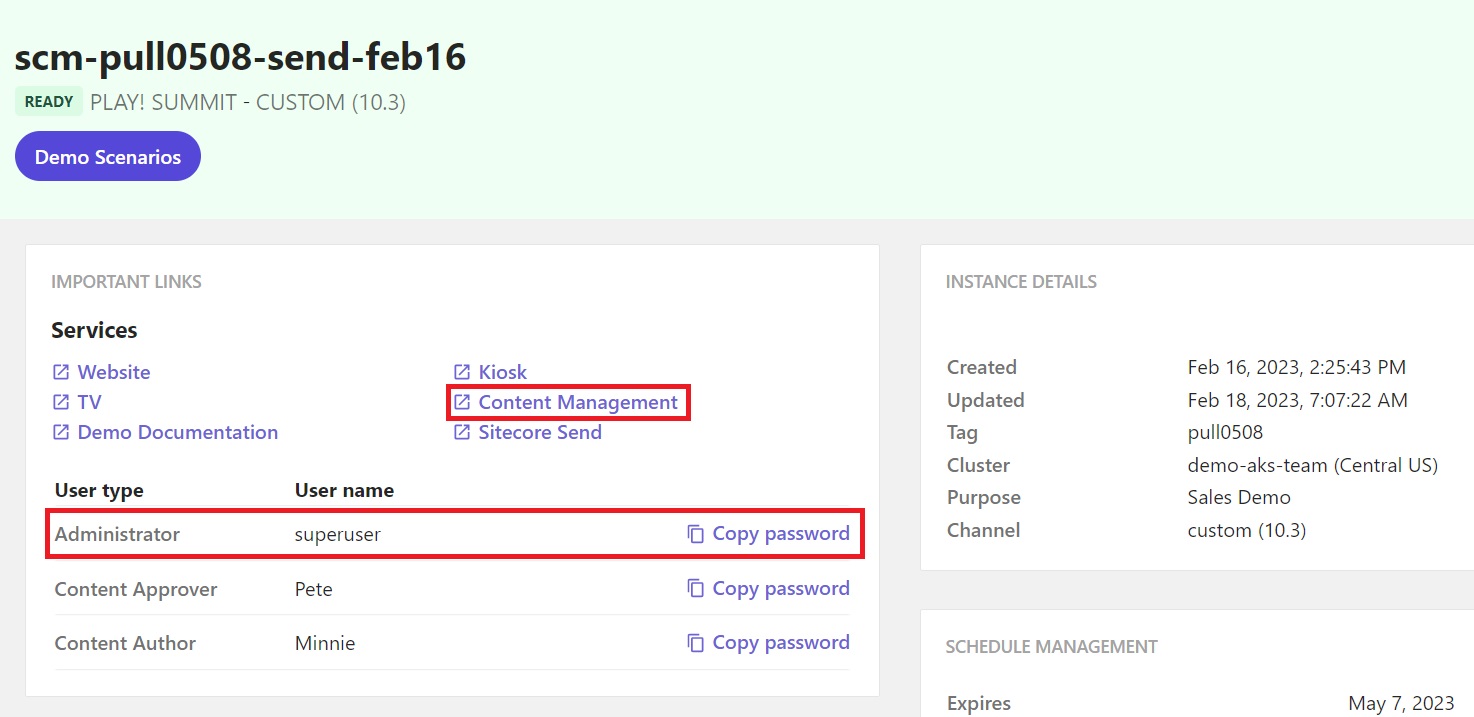 scm-pull0508-send-feb16
READY PLAY! SUMMIT - CUSTOM (10.3)
Demo Scenarios
IMPORTANT LINKS
Services
Website
Kiosk
TV
Content Management
Demo Documentation
Sitecore Send
User type User name
Administrator superuser Copy password
Content Approver Pete Copy password
Content Author Minnie Copy password
INSTANCE DETAILS
Created Feb 16, 2023, 2:25:43 PM
Updated Feb 18, 2023, 7:07:22 AM
Tag pull0508
Cluster demo-aks-team (Central US)
Purpose Sales Demo
Channel custom (10.3)
SCHEDULE MANAGEMENT
Expires May 7, 2023